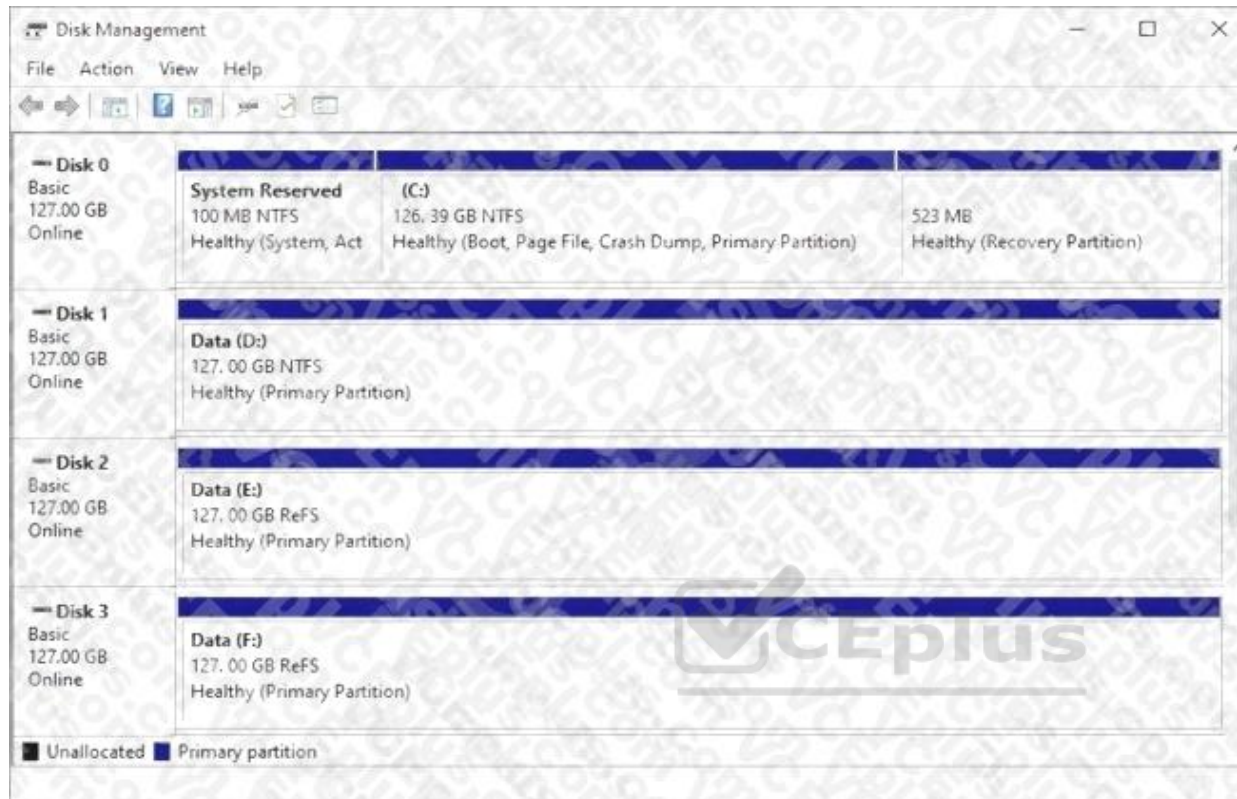 Disk Management
File Action View Help
Disk 0
Basic
127.00 GB
Online
System Reserved
100 MB NTFS
Healthy (System, Act
(C:)
126. 39 GB NTFS
Healthy (Boot, Page File, Crash Dump, Primary Partition)
523 MB
Healthy (Recovery Partition)
Disk 1
Basic
127.00 GB
Online
Data (D:)
127. 00 GB NTFS
Healthy (Primary Partition)
Disk 2
Basic
127.00 GB
Online
Data (E:)
127. 00 GB ReFS
Healthy (Primary Partition)
Disk 3
Basic
127.00 GB
Online
Data (F:)
127. 00 GB ReFS
Healthy (Primary Partition)
CEplus
Unallocated Primary partition